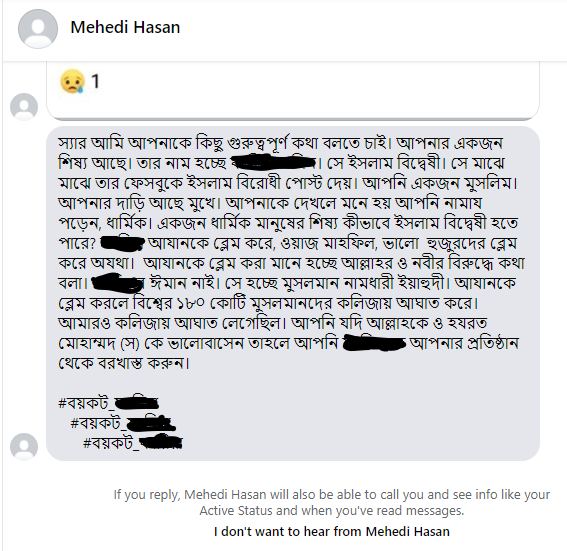 Mehedi Hasan
1
স্যার আমি আপনাকে কিছু গুরুত্বপূর্ণ কথা বলতে চাই। আপনার একজন
শিষ্য আছে। তার নাম হচ্ছে । সে ইসলাম বিদ্বেষী। সে মাঝে
মাঝে তার ফেসবুকে ইসলাম বিরোধী পোস্ট দেয়। আপনি একজন মুসলিম।
আপনার দাড়ি আছে মুখে। আপনাকে দেখলে মনে হয় আপনি নামায
পড়েন, ধার্মিক। একজন ধার্মিক মানুষের শিষ্য কীভাবে ইসলাম বিদ্বেষী হতে
পারে? আযানকে ব্লেম করে, ওয়াজ মাহফিল, ভালো হুজুরদের ব্লেম
করে অযথা। আযানকে ব্লেম করা মানে হচ্ছে আল্লাহর ও নবীর বিরুদ্ধে কথা
বলা। ঈমান নাই। সে হচ্ছে মুসলমান নামধারী ইয়াহুদী। আযানকে
ব্লেম করলে বিশ্বের ১৮০ কোটি মুসলমানদের কলিজায় আঘাত করে।
আমারও কলিজায় আঘাত লেগেছিল। আপনি যদি আল্লাহকে ও হযরত
মোহাম্মদ (স) কে ভালোবাসেন তাহলে আপনি আপনার প্রতিষ্ঠান
থেকে বরখাস্ত করুন।
#বয়কট_
#বয়কট_
#বয়কট_
If you reply, Mehedi Hasan will also be able to call you and see info like your
Active Status and when you've read messages.
I don't want to hear from Mehedi Hasan